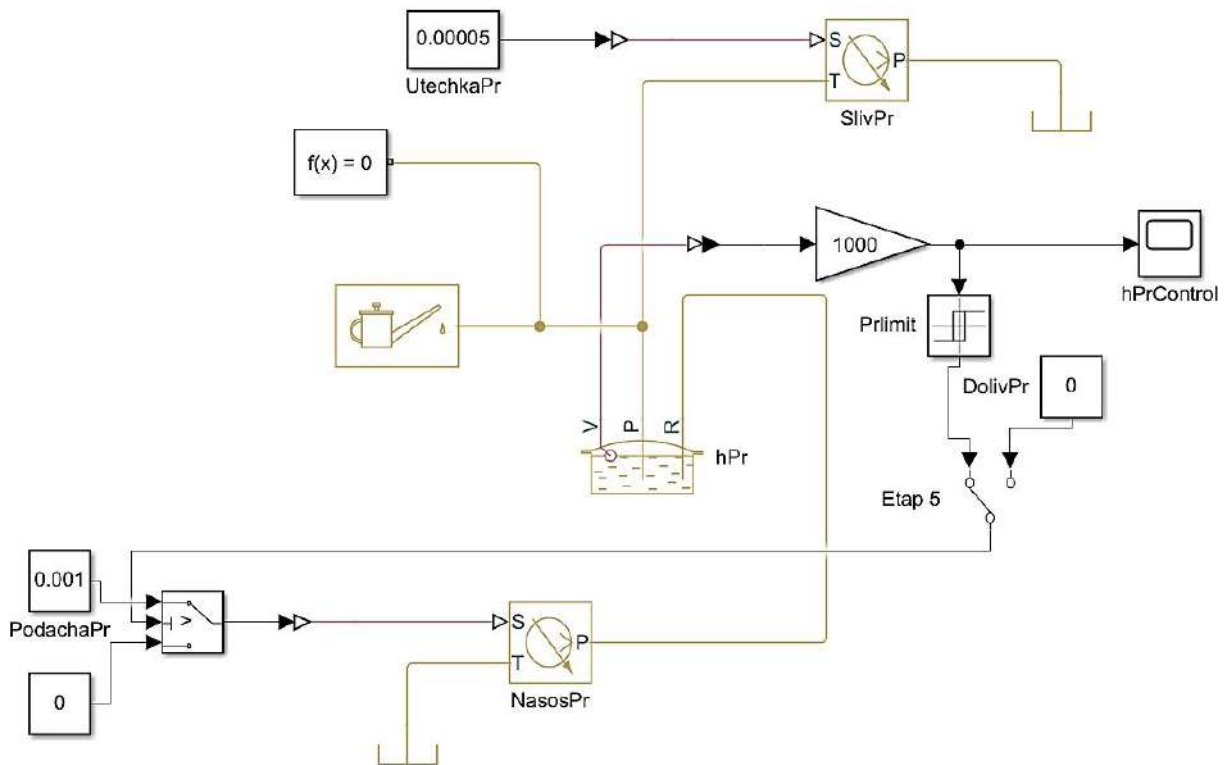 0.00005
UtechkaPr
S
T
P
SlivPr
f(x) = 0
1000
hPrControl
Prlimit
DolivPr
0
V
P
R
hPr
Etap 5
0.001
PodachaPr
>
0
S
T
P
NasosPr